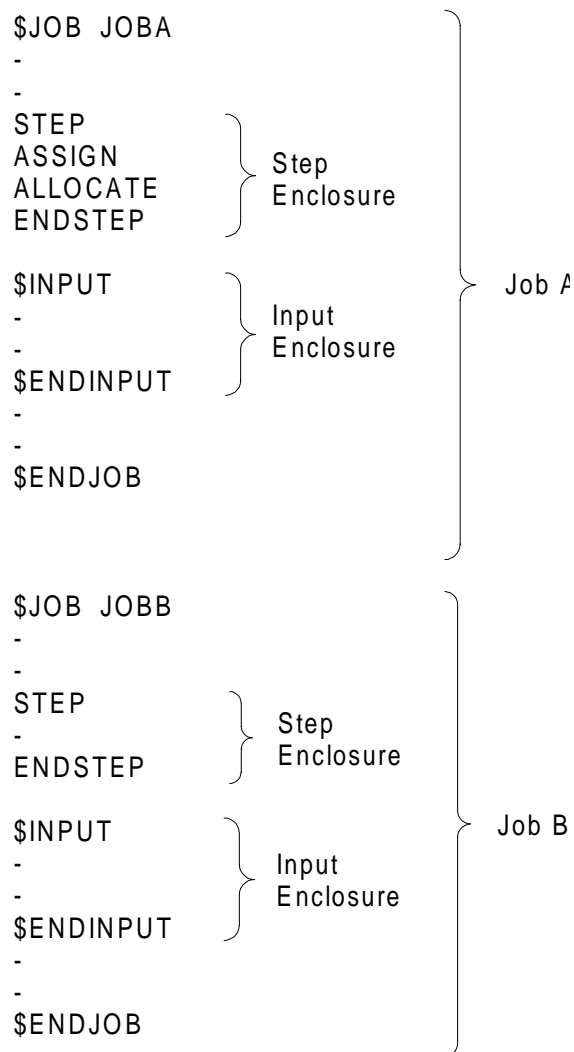 $JOB JOBA
-
-
STEP
ASSIGN
ALLOCATE
ENDSTEP
Step
Enclosure
$INPUT
-
-
$ENDINPUT
Input
Enclosure
-
-
$ENDJOB
Job A
$JOB JOBB
-
-
STEP
-
ENDSTEP
Step
Enclosure
$INPUT
-
-
$ENDINPUT
Input
Enclosure
-
-
$ENDJOB
Job B